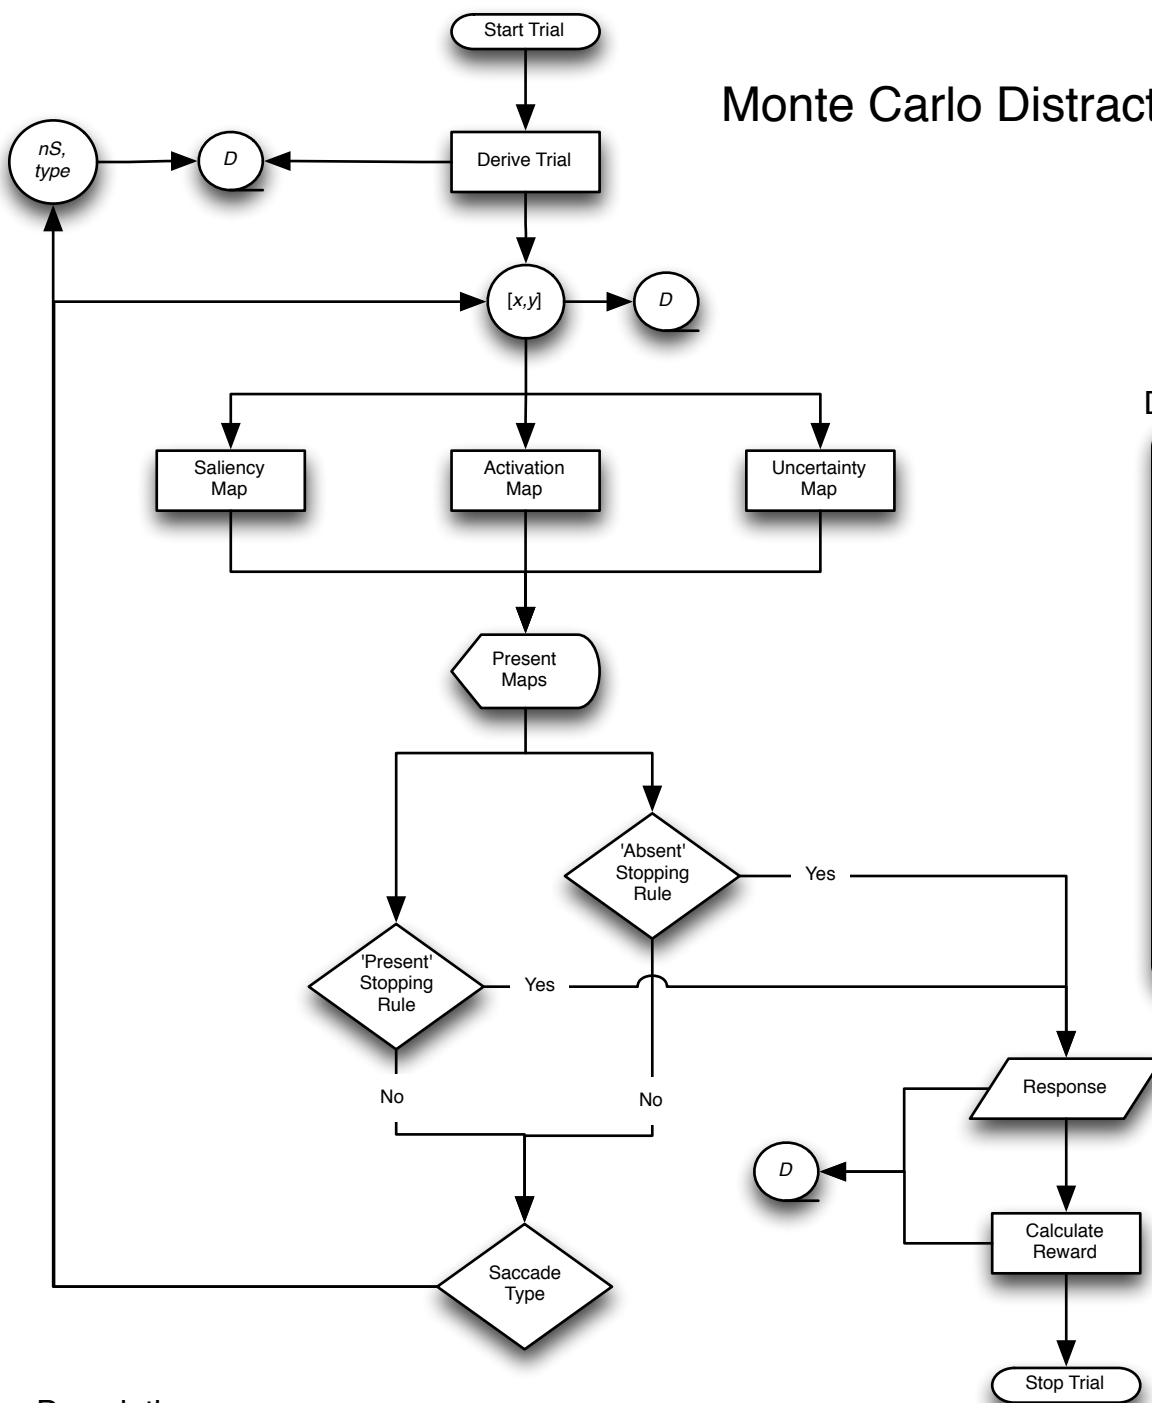 Start Trial
Monte Carlo Distract
nS,
type
D
Derive Trial
[x,y]
D
D
Saliency
Map
Activation
Map
Uncertainty
Map
Present
Maps
'Absent'
Stopping
Rule
Yes
'Present'
Stopping
Rule
Yes
No
No
Response
D
Calculate
Reward
Saccade
Type
Stop Trial